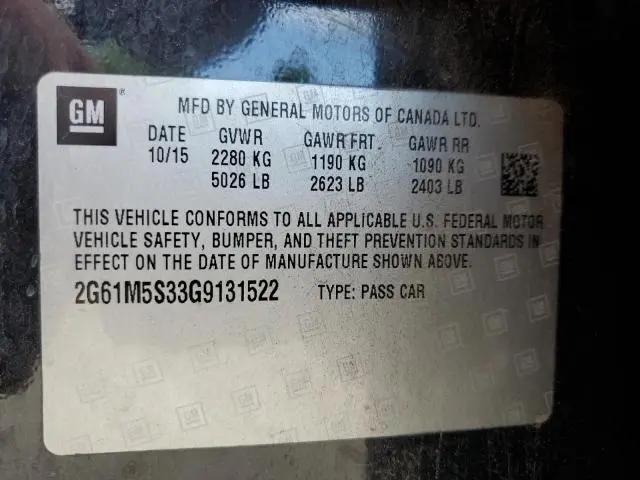 GM ®
MFD BY GENERAL MOTORS OF CANADA LTD.
DATE GVWR GAWR FRT GAWR RR
10/15 2280 KG 1190 KG 1090 KG
5026 LB 2623 LB 2403 LB
THIS VEHICLE CONFORMS TO ALL APPLICABLE U.S. FEDERAL MOTOR
VEHICLE SAFETY, BUMPER, AND THEFT PREVENTION STANDARDS IN
EFFECT ON THE DATE OF MANUFACTURE SHOWN ABOVE.
2G61M5S33G9131522 TYPE: PASS CAR